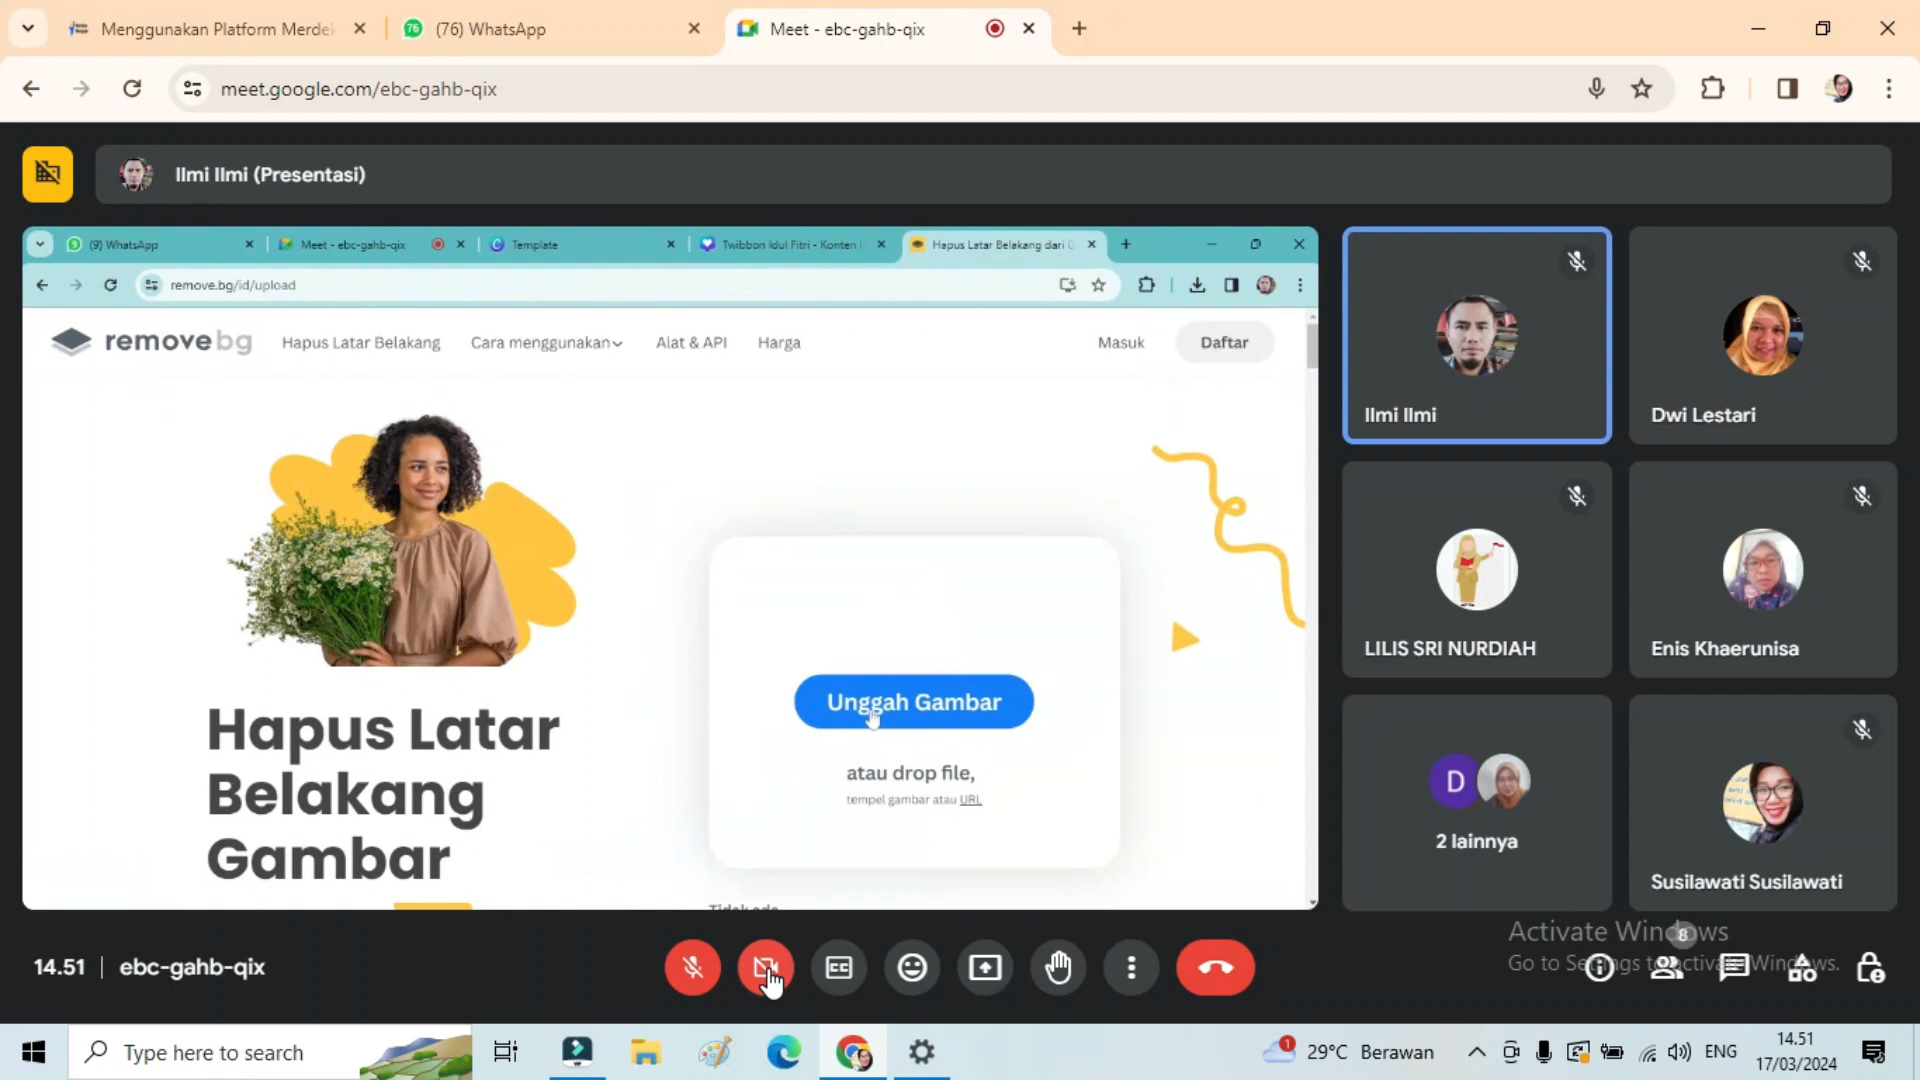 Menggunakan Platform Merde
76
(76) WhatsApp
Meet - ebc-gahb-qix
meet.google.com/ebc-gahb-qix
Ilmi Ilmi (Presentasi)
(9) WhatsApp
Meet - ebc-gahb-qix
Template
Twibbon Idul Fitri - Konten
Hapus Latar Belakang dari
remove.bg/id/upload
removebg
Hapus Latar Belakang
Cara menggunakan
Alat & API
Harga
Masuk
Daftar
Hapus Latar
Belakang
Gambar
Unggah Gambar
atau drop file,
tempel gambar atau URL
Ilmi Ilmi
Dwi Lestari
LILIS SRI NURDIAH
Enis Khaerunisa
D
2 lainnya
Susilawati Susilawati
14.51
ebc-gahb-qix
CC
8
Activate Windows
Go to Settings to activate Windows.
Type here to search
1
29°C Berawan
ENG
14.51
17/03/2024